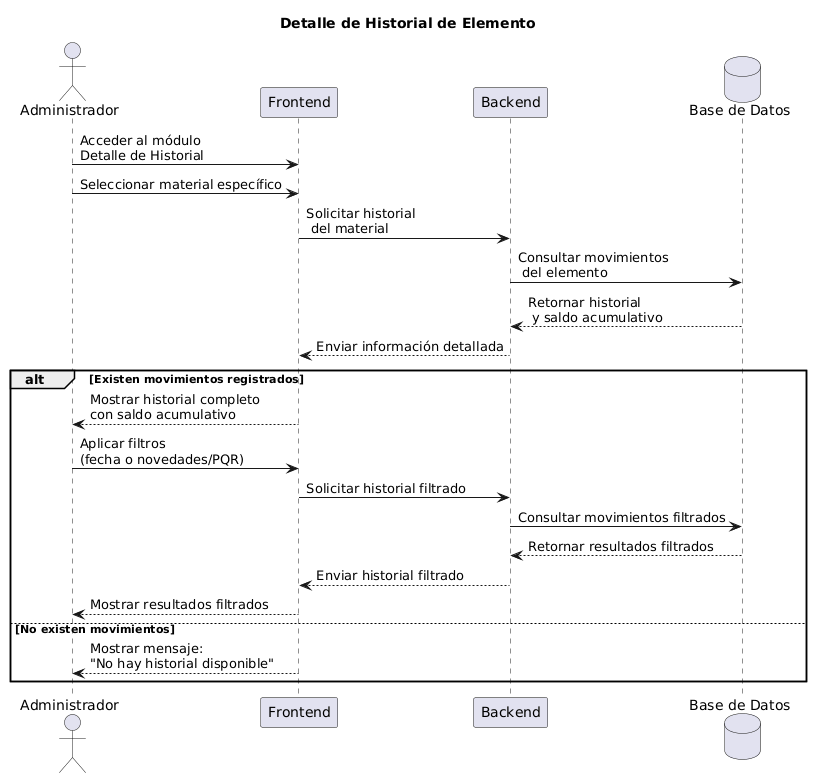 Detalle de Historial de Elemento
Administrador
Frontend
Backend
Base de Datos
Acceder al módulo
Detalle de Historial
Seleccionar material específico
Solicitar historial
del material
Consultar movimientos
del elemento
Retornar historial
y saldo acumulativo
Enviar información detallada
alt
[Existen movimientos registrados]
Mostrar historial completo
con saldo acumulativo
Aplicar filtros
(fecha o novedades/PQR)
Solicitar historial filtrado
Consultar movimientos filtrados
Retornar resultados filtrados
Enviar historial filtrado
Mostrar resultados filtrados
[No existen movimientos]
Mostrar mensaje:
"No hay historial disponible"
Administrador
Frontend
Backend
Base de Datos